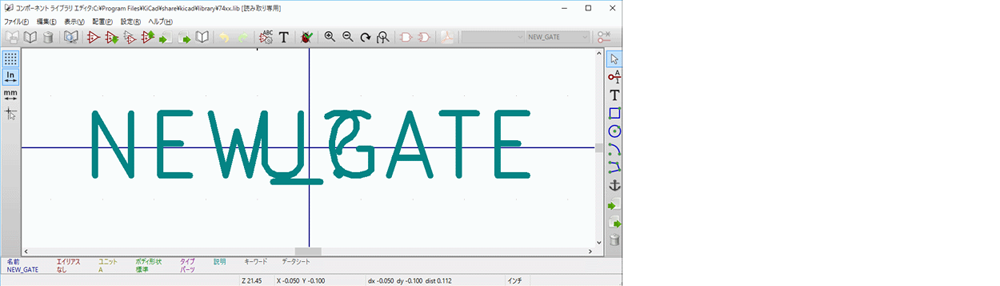 コンポーネント ライブラリ エディタ:C:¥Program Files¥IGCad¥share¥kicad¥library¥74xx.lib [読み取り専用]
ファイル(F) 編集(E) 表示(V) 配置(P) 設定(R) ヘルプ(H)
NEW_GATE
In
mm
NEW_GATE
U?
名前 エイリアス ユニット ボディ形状 タイプ 説明 キーワード データシート
NEW_GATE なし A 標準 パーツ
Z 21.45 X -0.050 Y -0.100 dx -0.050 dy -0.100 dist 0.112 インチ